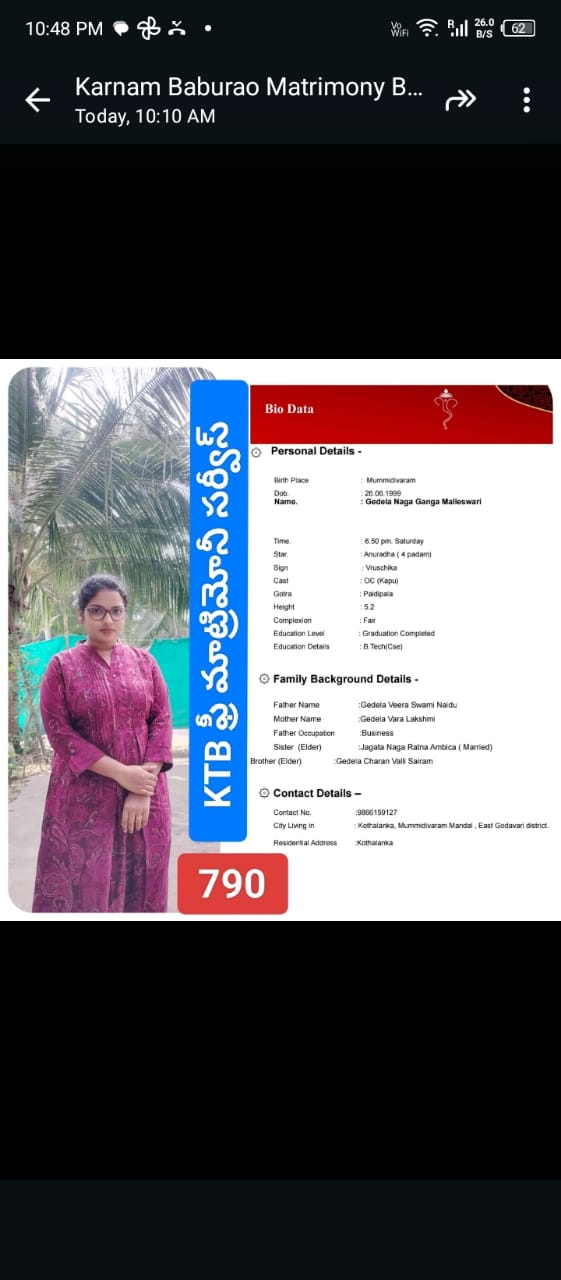 10:48 PM
Vo WiFi
R
26.0 B/S
62
Karnam Baburao Matrimony B...
Today, 10:10 AM
KTB ఫ్రీ మాట్రిమోనీ సర్వీస్
790
Bio Data
Personal Details -
Birth Place : Mummidivaram
Dob. : 26.06.1999
Name. : Gedela Naga Ganga Malleswari
Time. : 6.50 pm. Saturday
Star. : Anuradha ( 4 padam)
Sign : Vruschika
Cast : OC (Kapu)
Gotra : Paidipala
Height : 5.2
Complexion : Fair
Education Level : Graduation Completed
Education Details : B.Tech(Cse)
Family Background Details -
Father Name :Gedela Veera Swami Naidu
Mother Name :Gedela Vara Lakshmi
Father Occupation :Business
Sister (Elder) :Jagata Naga Ratna Ambica ( Married)
Brother (Elder) :Gedela Charan Valli Sairam
Contact Details –
Contact No. :9866159127
City Living in : Kothalanka, Mummidivaram Mandal , East Godavari district.
Residential Address :Kothalanka